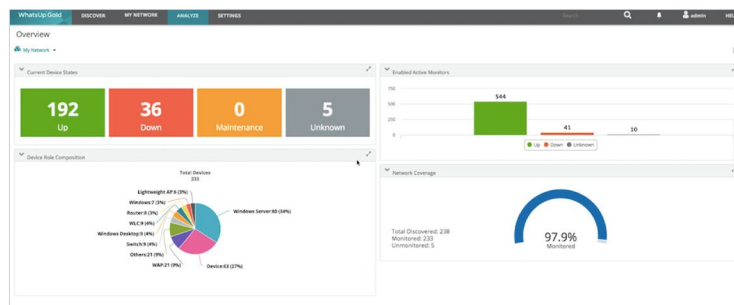 WhatsUp Gold DISCOVER MY NETWORK ANALYZE SETTINGS Search admin
Overview
My Network
Current Device States
192
Up
36
Down
0
Maintenance
5
Unknown
Enabled Active Monitors
750
500
250
0
544
41
10
Up Down Unknown
Device Role Composition
Total Devices
233
Lightweight AP:6 (3%)
Windows:7 (3%)
Router:8 (3%)
WLC:9 (4%)
Windows Desktop:9 (4%)
Switch:9 (4%)
Others:21 (9%)
WAP:21 (9%)
Device:63 (27%)
Windows Server:80 (34%)
Network Coverage
Total Discovered: 238
Monitored: 233
Unmonitored: 5
97.9%
Monitored